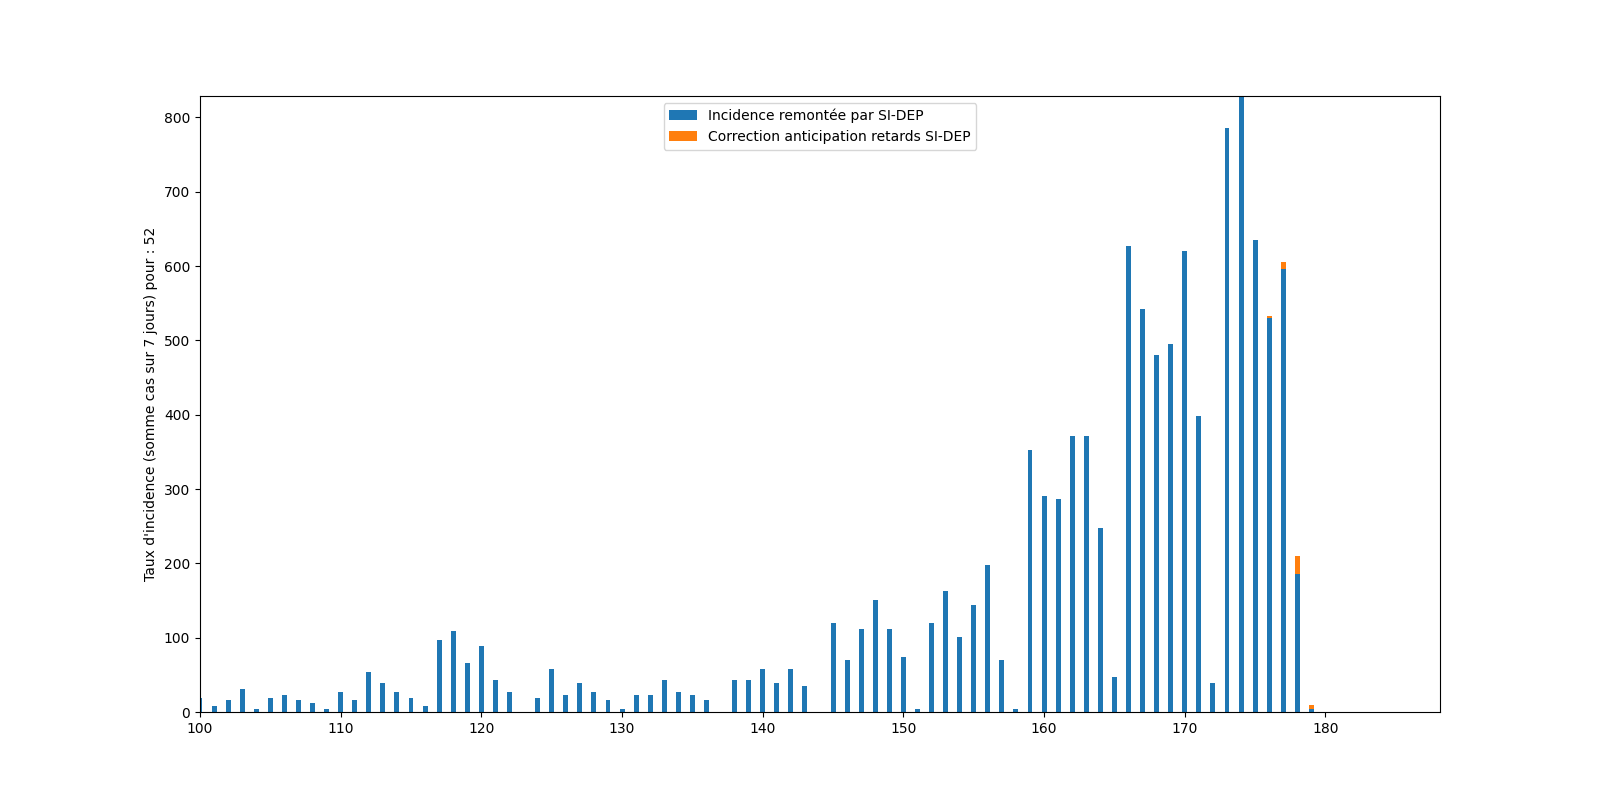 Incidence remontée par SI-DEP
Correction anticipation retards SI-DEP
Taux d'incidence (somme cas sur 7 jours) pour : 52
800
700
600
500
400
300
200
100
0
100 110 120 130 140 150 160 170 180